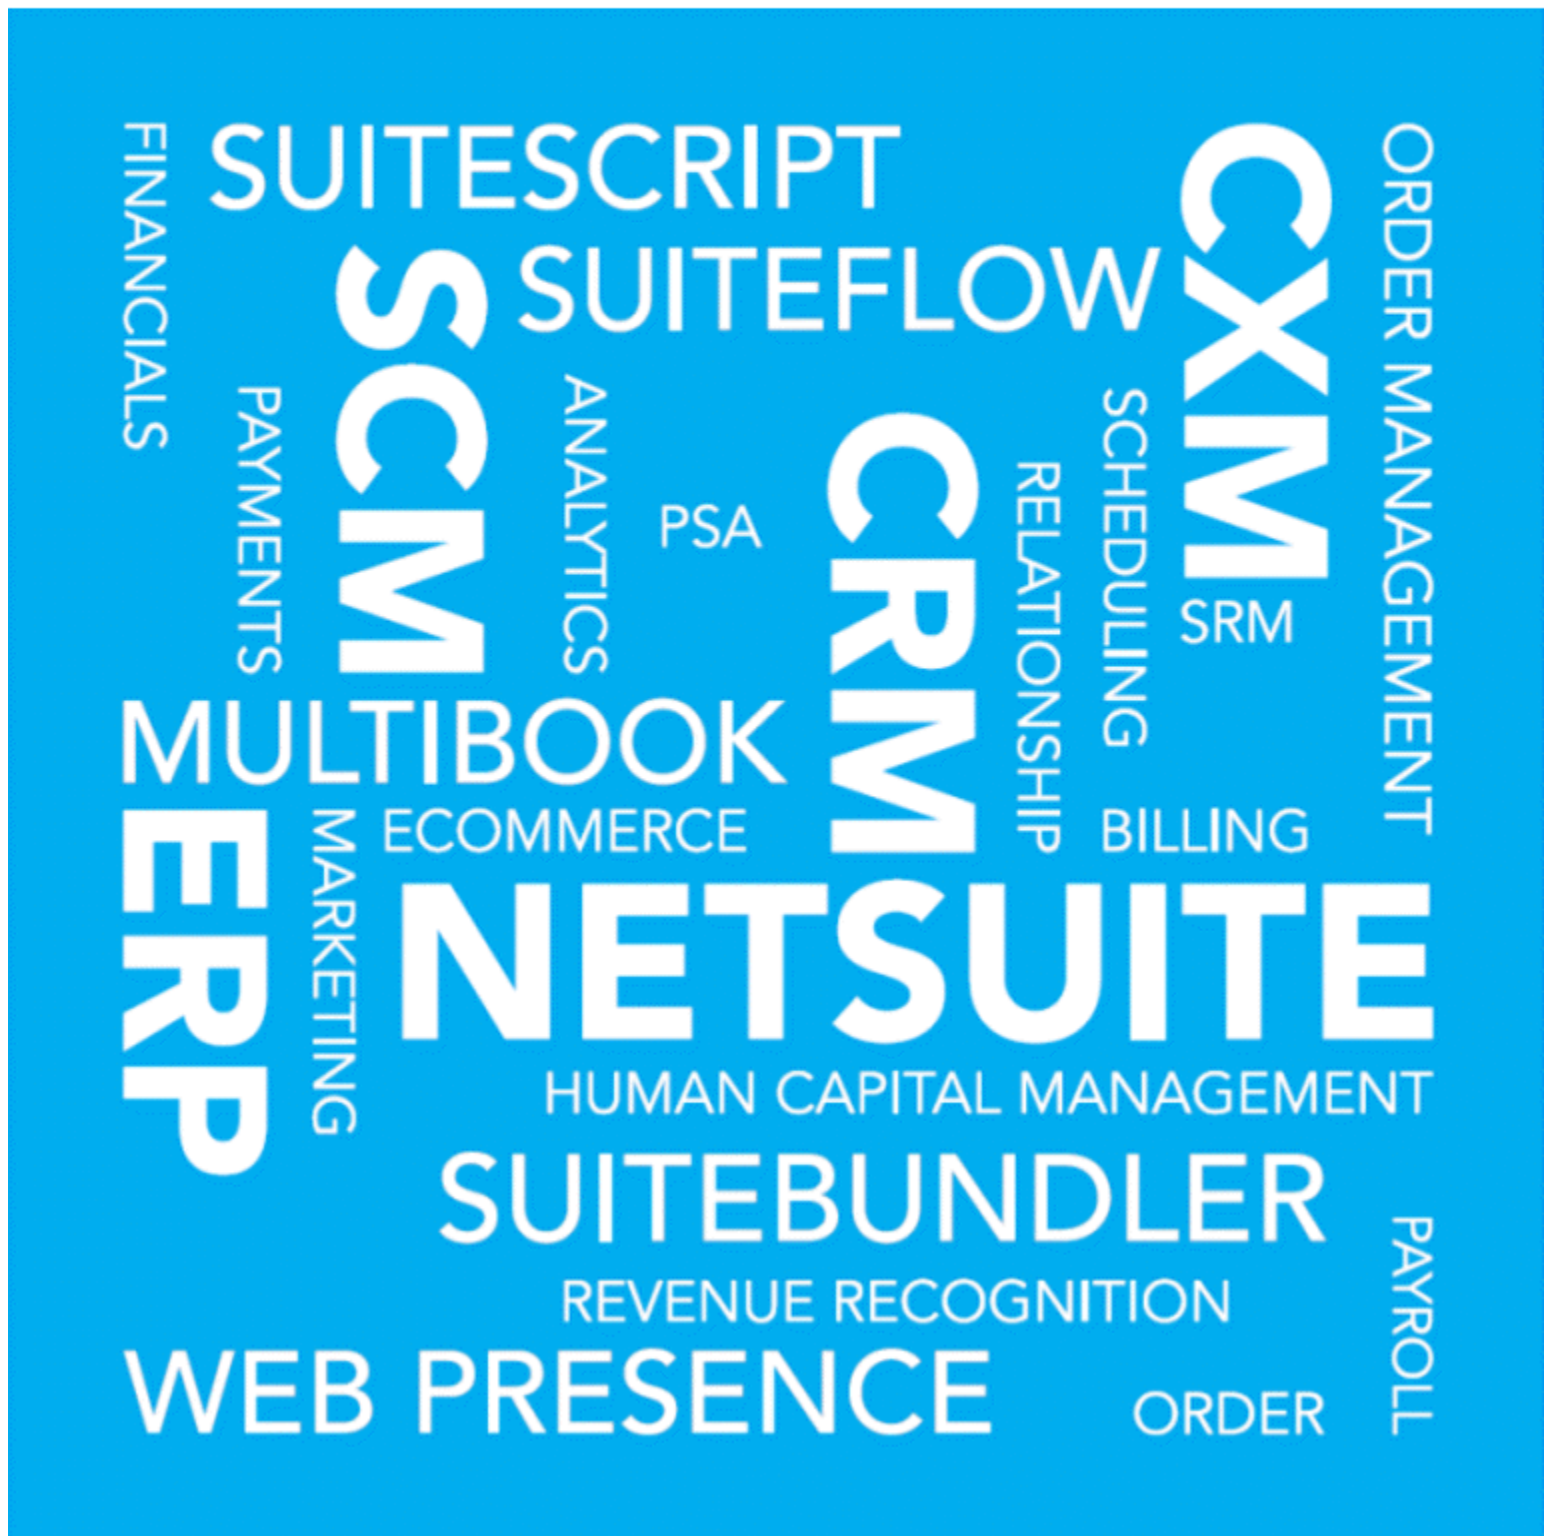 FINANCIALS
SUITESCRIPT
CXM
ORDER MANAGEMENT
SCM
SUITEFLOW
PAYMENTS
ANALYTICS
PSA
CRM
RELATIONSHIP
SCHEDULING
SRM
MULTIBOOK
ERP
MARKETING
ECOMMERCE
BILLING
NETSUITE
HUMAN CAPITAL MANAGEMENT
SUITEBUNDLER
PAYROLL
REVENUE RECOGNITION
WEB PRESENCE
ORDER